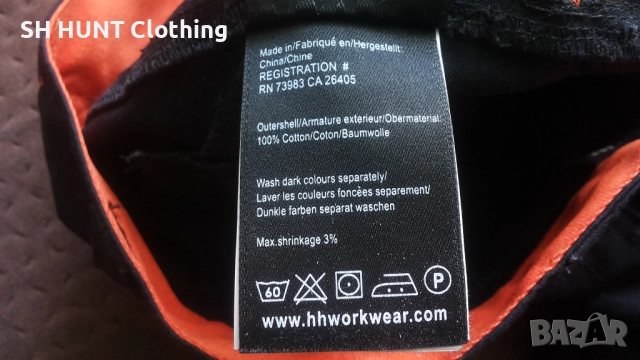 SH HUNT Clothing
Made in/Fabriqué en/Hergestellt:
China/Chine
REGISTRATION #
RN 73983 CA 26405
Outershell/Armature exterieur/Obermaterial:
100% Cotton/Coton/Baumwolle
Wash dark colours separately/
Laver les couleurs foncées separement/
Dunkle farben separat waschen
Max.shrinkage 3%
60
P
www.hhworkwear.com
BAZAR